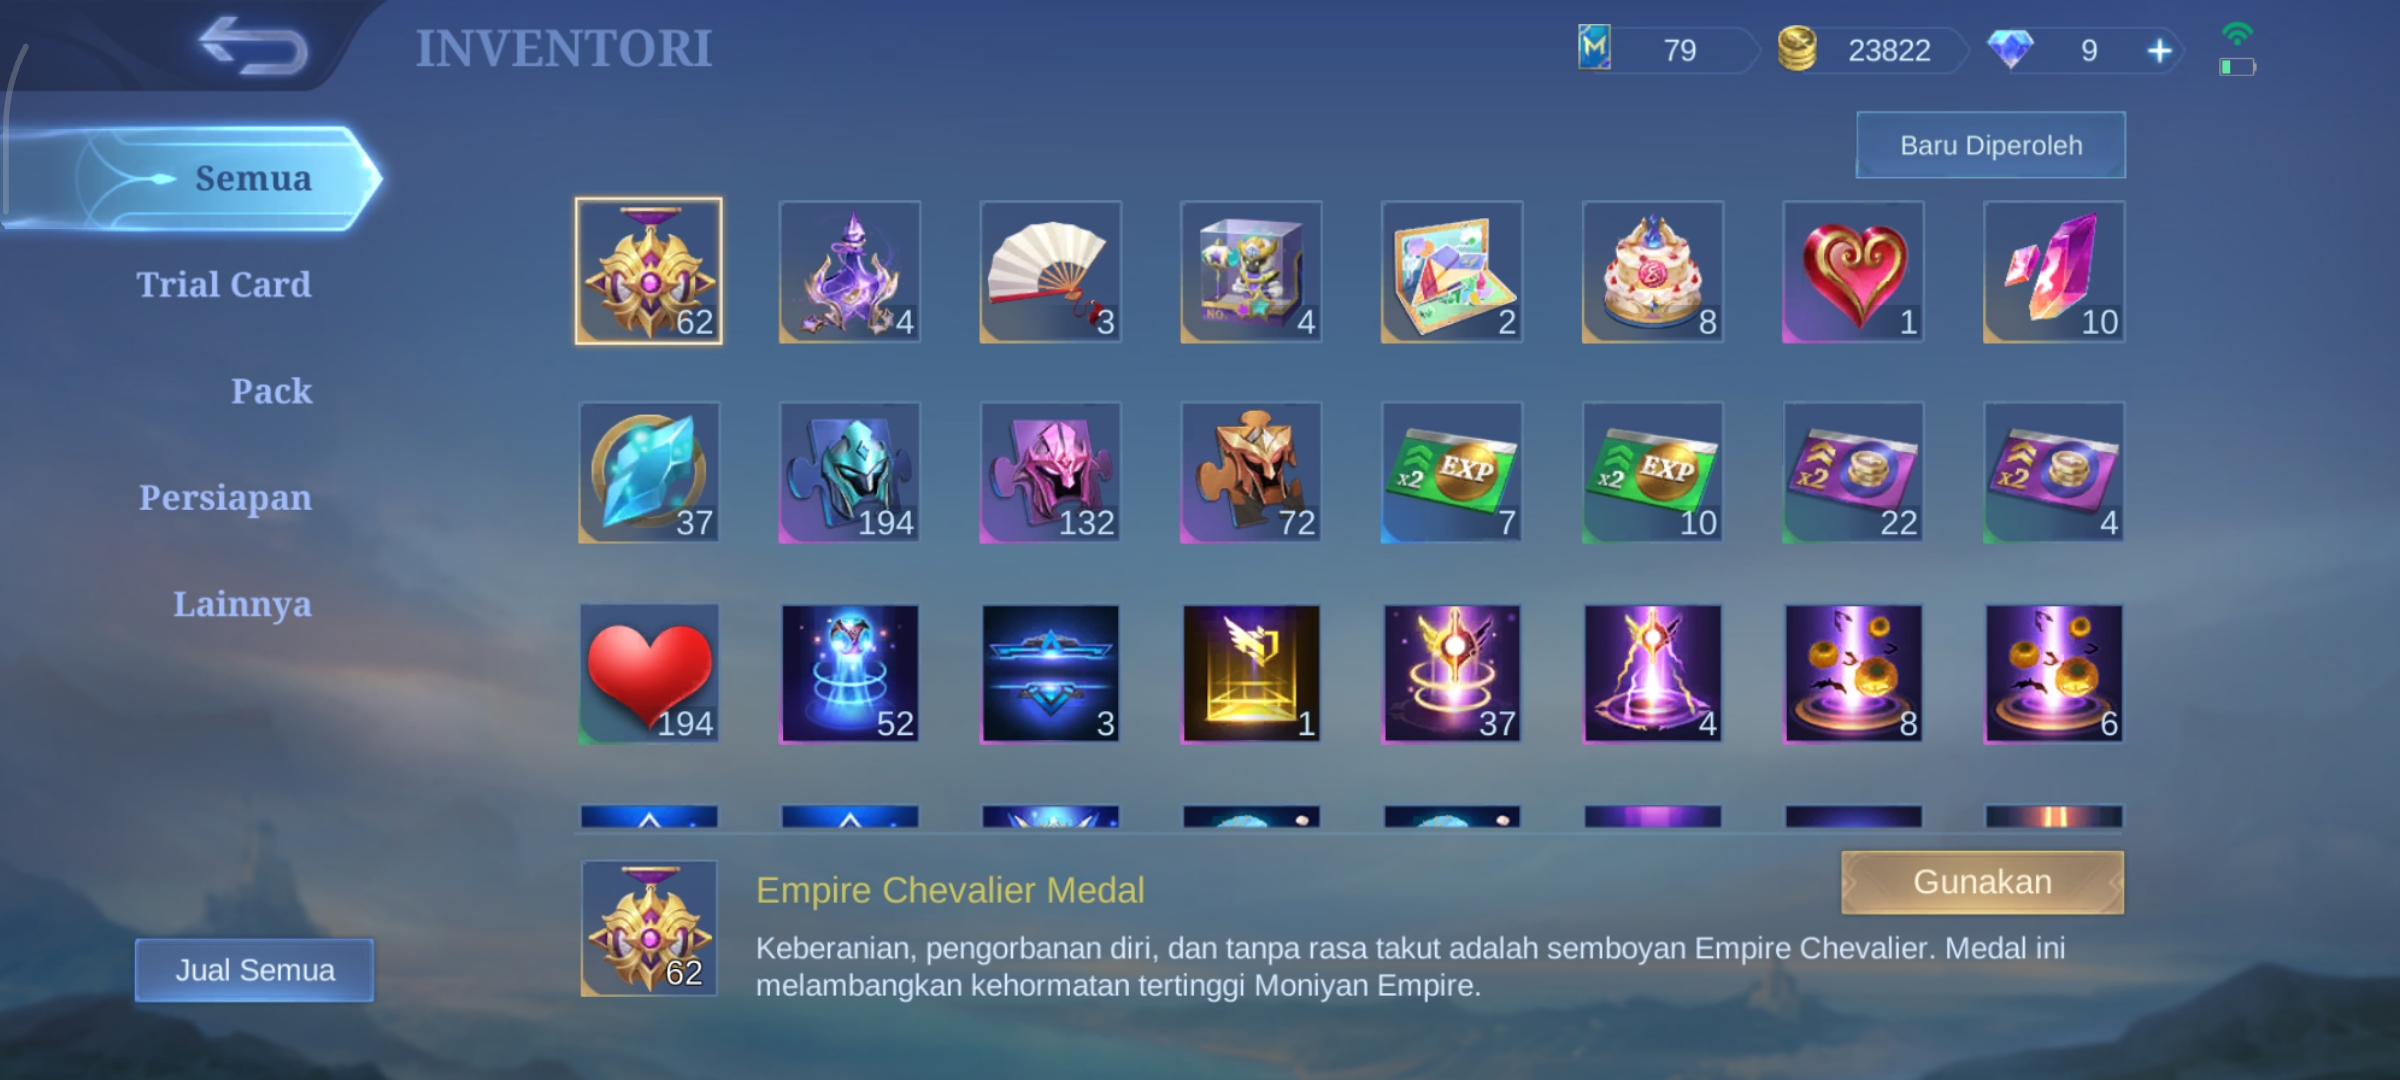 INVENTORI
79
23822
9
Baru Diperoleh
Semua
Trial Card
Pack
Persiapan
Lainnya
62
4
3
4
2
8
1
10
37
194
132
72
x2 EXP 7
x2 EXP 10
x2 22
x2 4
194
52
3
1
37
4
8
6
62
Empire Chevalier Medal
Gunakan
Keberanian, pengorbanan diri, dan tanpa rasa takut adalah semboyan Empire Chevalier. Medal ini
melambangkan kehormatan tertinggi Moniyan Empire.
Jual Semua